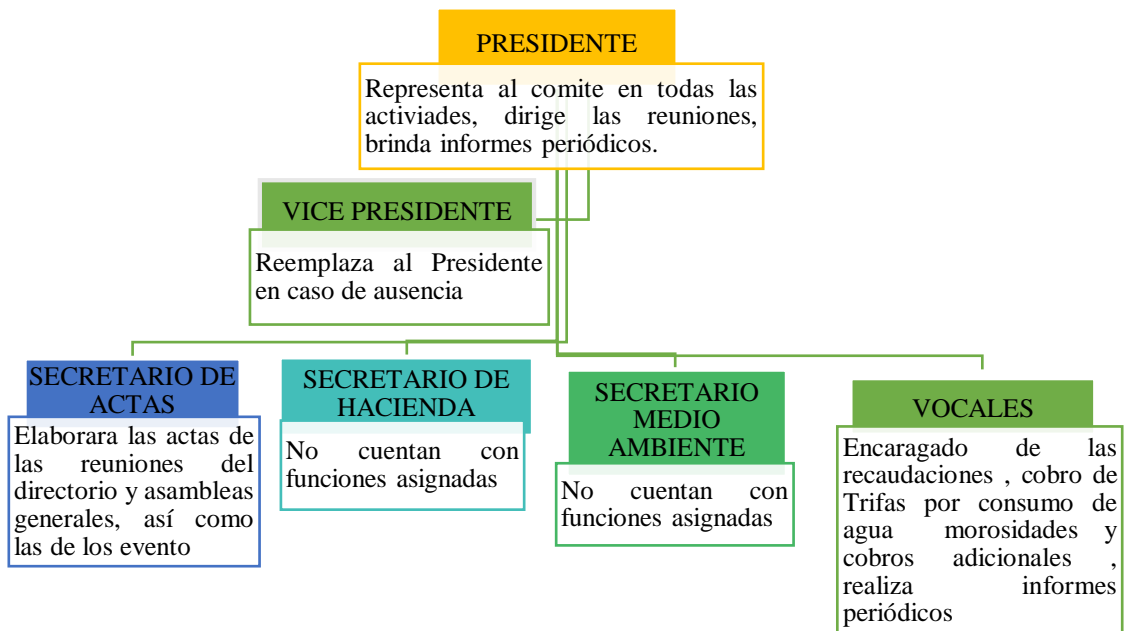 PRESIDENTE
Representa al comite en todas las
activiades, dirige las reuniones,
brinda informes periódicos.
VICE PRESIDENTE
Reemplaza al Presidente
en caso de ausencia
SECRETARIO DE
ACTAS
Elaborara las actas de
las reuniones del
directorio y asambleas
generales, así como
las de los evento
SECRETARIO DE
HACIENDA
No cuentan con
funciones asignadas
SECRETARIO
MEDIO
AMBIENTE
No cuentan con
funciones asignadas
VOCALES
Encaragado de las
recaudaciones , cobro de
Trifas por consumo de
agua morosidades y
cobros adicionales ,
realiza informes
periódicos